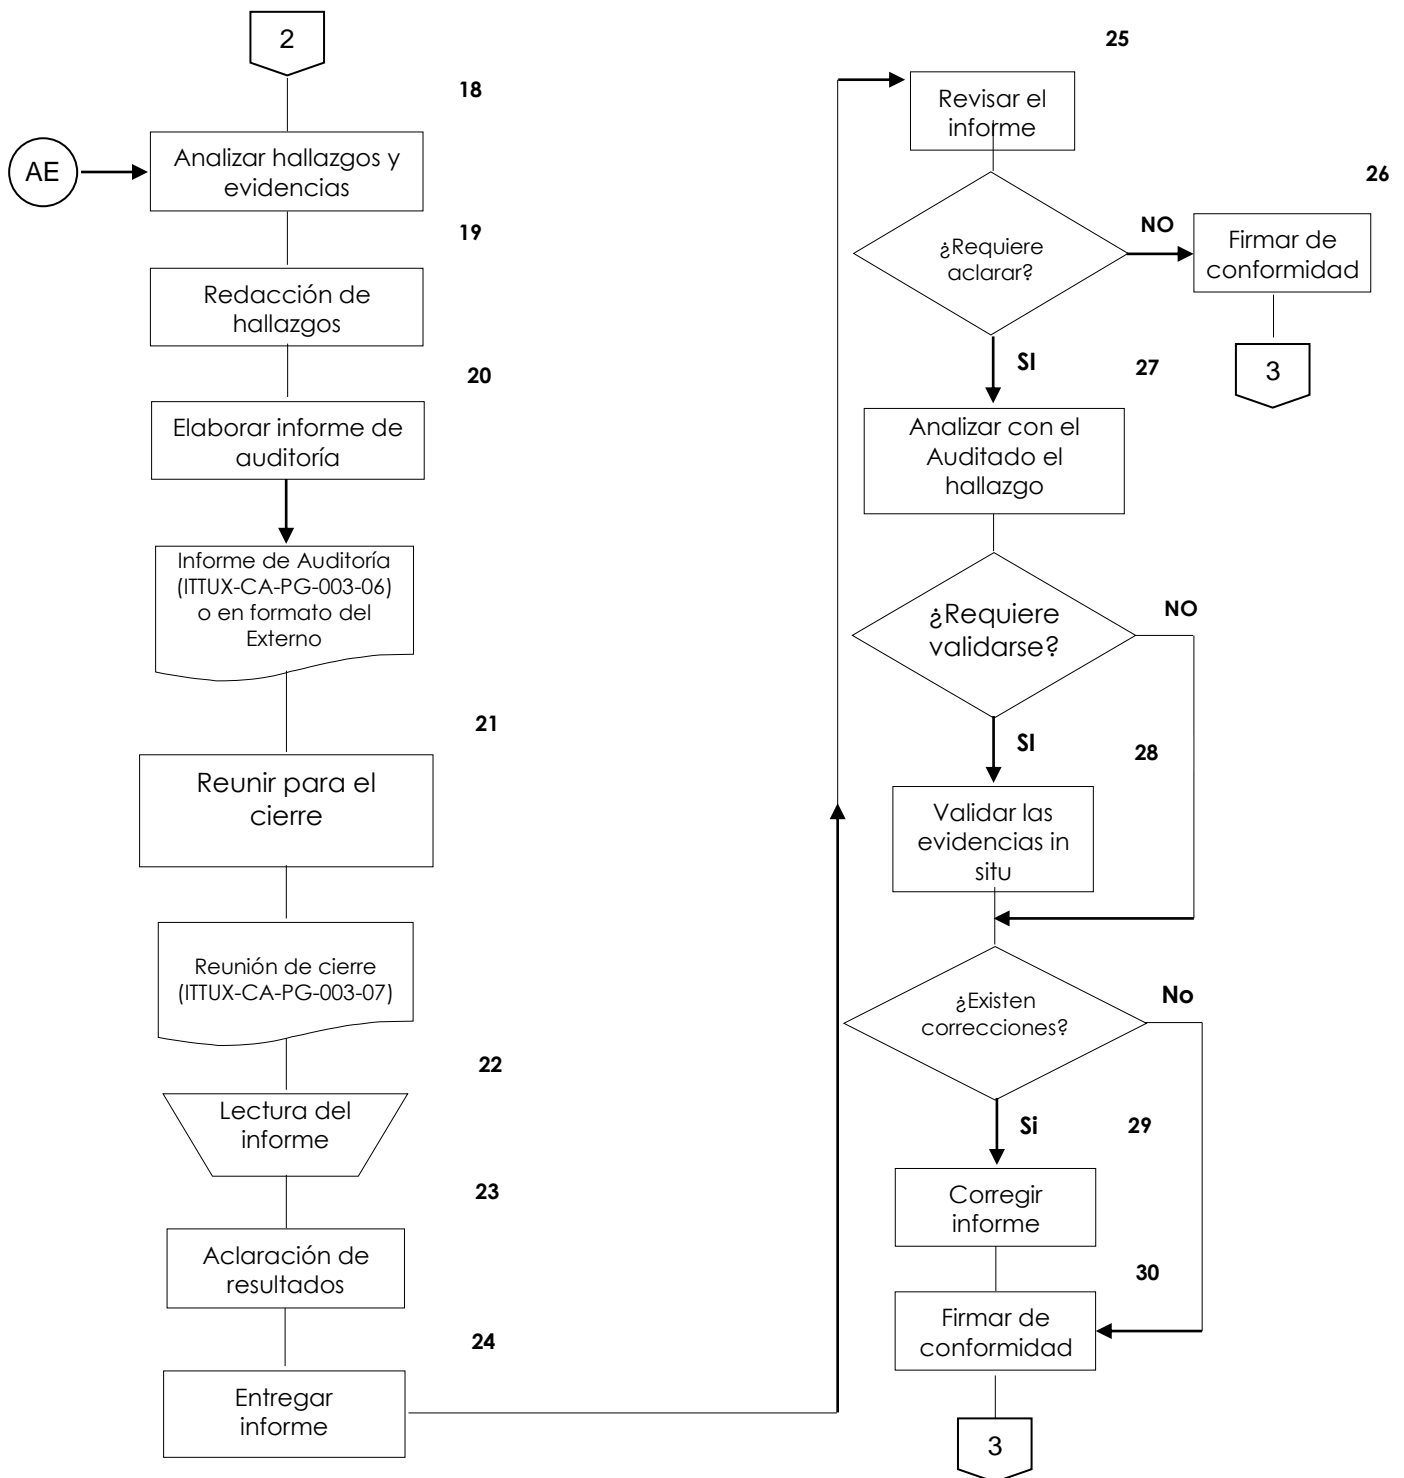 2
18
AE
Analizar hallazgos y
evidencias
19
Redacción de
hallazgos
20
Elaborar informe de
auditoría
Informe de Auditoría
(ITTUX-CA-PG-003-06)
o en formato del
Externo
21
Reunir para el
cierre
Reunión de cierre
(ITTUX-CA-PG-003-07)
22
Lectura del
informe
23
Aclaración de
resultados
24
Entregar
informe
25
Revisar el
informe
26
¿Requiere
aclarar?
NO
Firmar de
conformidad
3
SI
27
Analizar con el
Auditado el
hallazgo
¿Requiere
validarse?
NO
SI
28
Validar las
evidencias in
situ
¿Existen
correcciones?
No
Si
29
Corregir
informe
30
Firmar de
conformidad
3